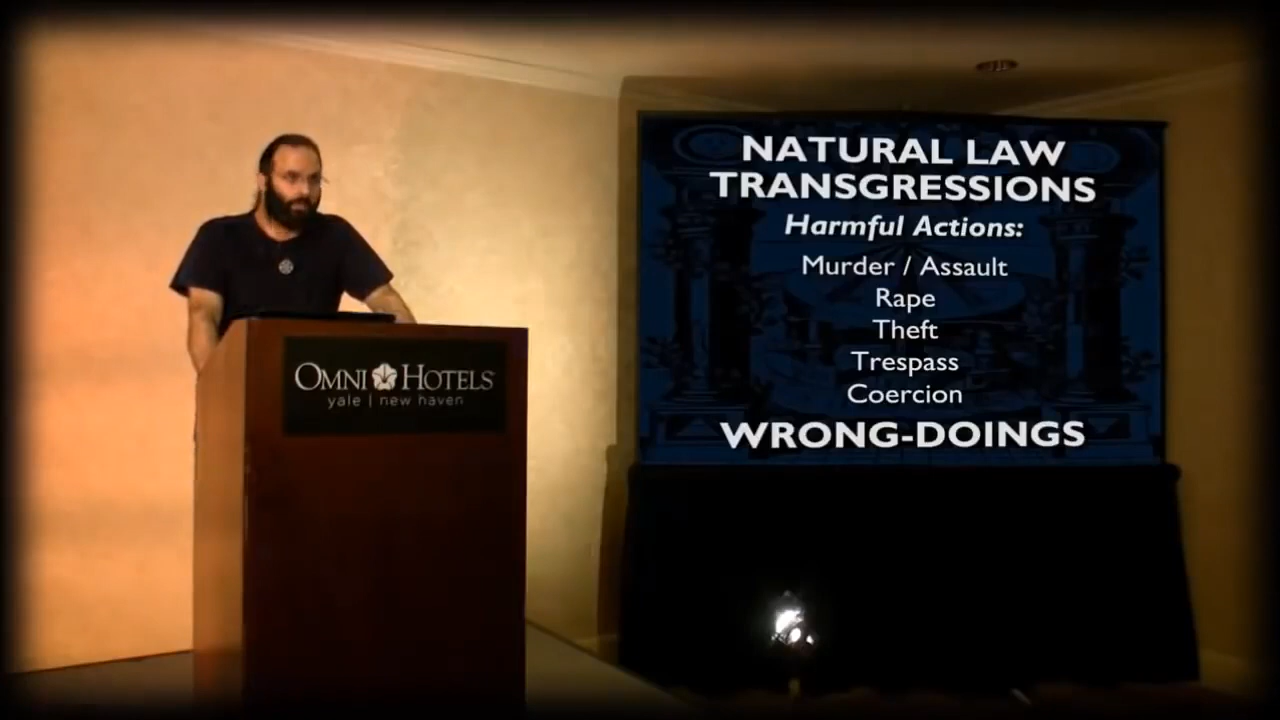 OMNI HOTELS
yale | new haven
NATURAL LAW
TRANSGRESSIONS
Harmful Actions:
Murder / Assault
Rape
Theft
Trespass
Coercion
WRONG-DOINGS